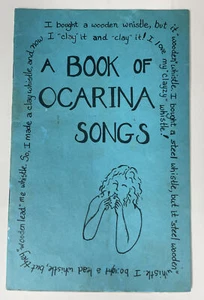 I bought a wooden whistle, but
it "wooden" whistle. I bought a steel whistle, but it "steel wooden"
whistle. I bought a lead whistle, but
they "wooden lead" me whistle. So, I made a clay whistle and now
I "clay" it and "clay" it! I love my "clayzy" whistle!
A BOOK OF
OCARINA
SONGS